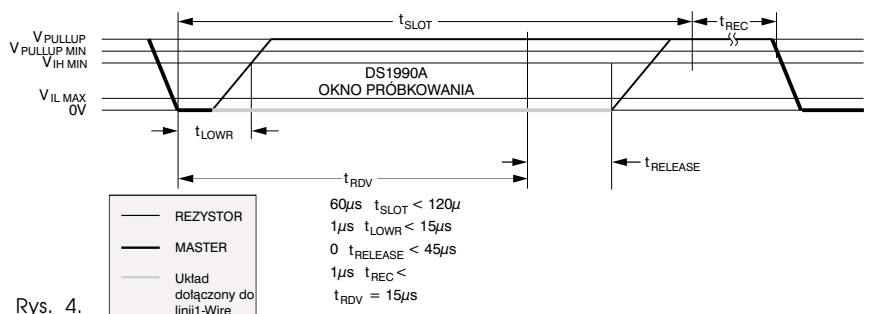 tSLOT
tREC
VPULLUP
VPULLUP MIN
VIH MIN
VIL MAX
0V
DS1990A
OKNO PRÓBKOWANIA
tLOWR
tRELEASE
tRDV
REZYSTOR
MASTER
Układ
dołączony do
linii1-Wire
60µs tSLOT < 120µ
1µs tLOWR < 15µs
0 tRELEASE < 45µs
1µs tREC <
tRDV = 15µs
Rys. 4.